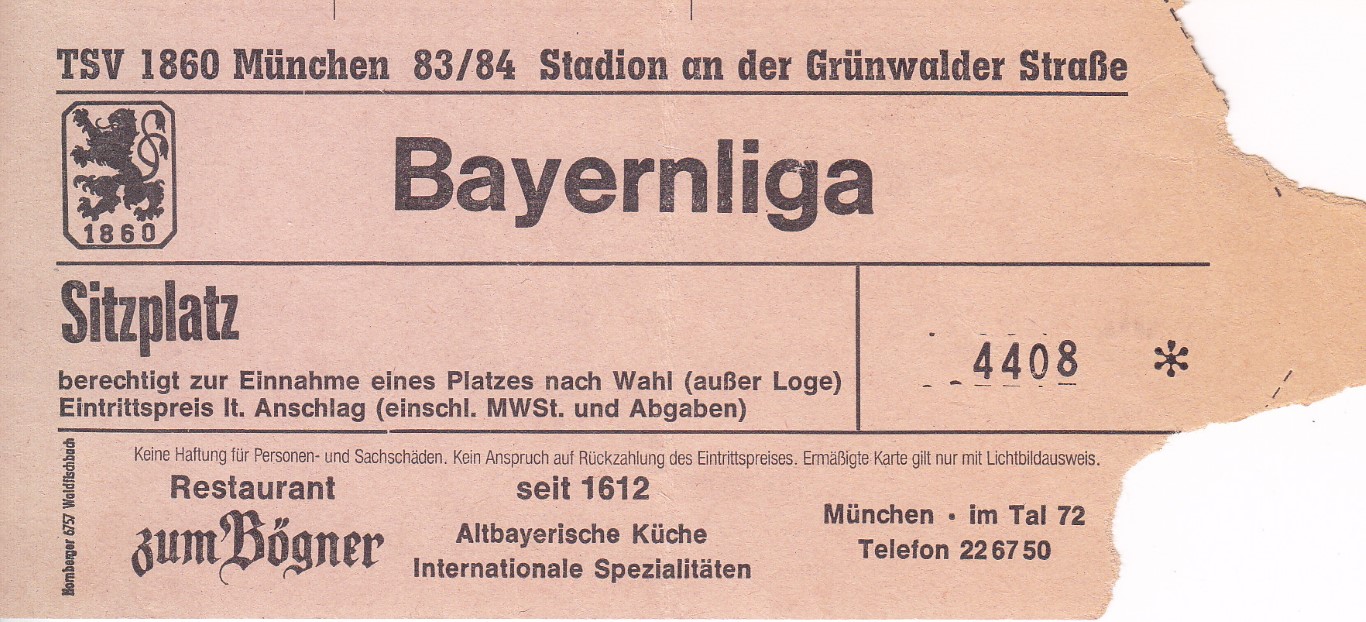 TSV 1860 München 83/84 Stadion an der Grünwalder Straße
1860
Bayernliga
Sitzplatz
berechtigt zur Einnahme eines Platzes nach Wahl (außer Loge)
Eintrittspreis lt. Anschlag (einschl. MWSt. und Abgaben)
4408 *
Keine Haftung für Personen- und Sachschäden. Kein Anspruch auf Rückzahlung des Eintrittspreises. Ermäßigte Karte gilt nur mit Lichtbildausweis.
Restaurant
zum Bögner
seit 1612
Altbayerische Küche
Internationale Spezialitäten
München • im Tal 72
Telefon 22 67 50
Homberger 6757 Waldfischbach